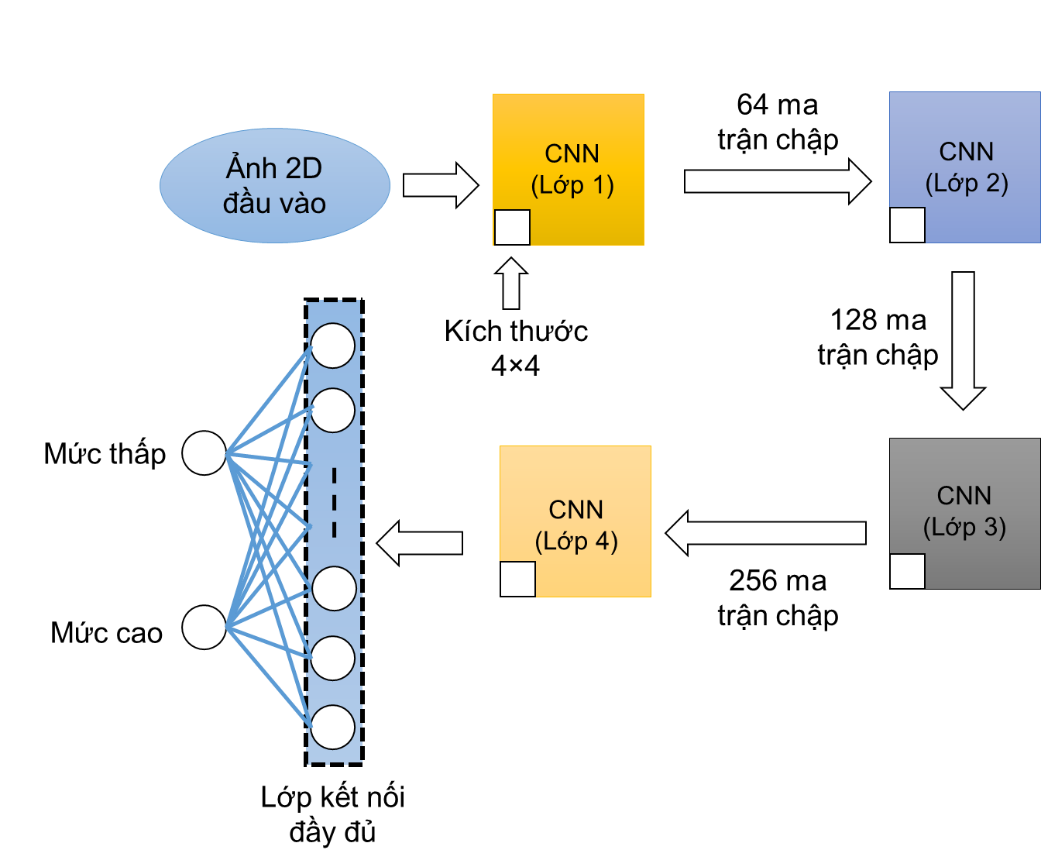 Ảnh 2D
đầu vào
CNN
(Lớp 1)
64 ma
trận chập
CNN
(Lớp 2)
Kích thước
4×4
128 ma
trận chập
CNN
(Lớp 3)
256 ma
trận chập
CNN
(Lớp 4)
Mức thấp
Mức cao
Lớp kết nối
đầy đủ